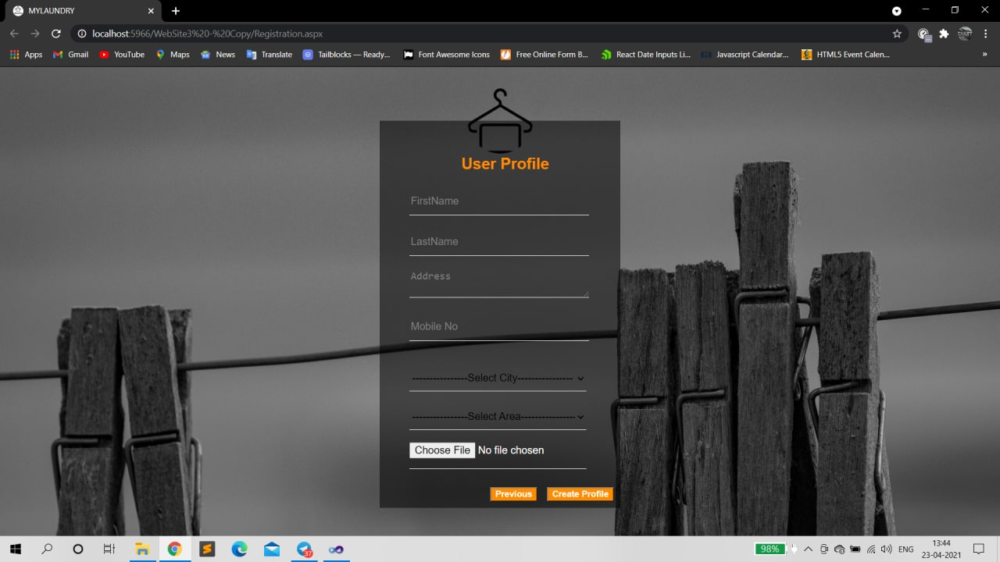 MYLAUNDRY
localhost:5966/WebSite3%20-%20Copy/Registration.aspx
Apps Gmail YouTube Maps News Translate Tailblocks — Ready... Font Awesome Icons Free Online Form B... React Date Inputs Li... Javascript Calendar... HTML5 Event Calen... »
User Profile
FirstName
LastName
Address
Mobile No
----------------Select City----------------
----------------Select Area----------------
Choose File No file chosen
Previous Create Profile
37
98%
ENG
13:44
23-04-2021